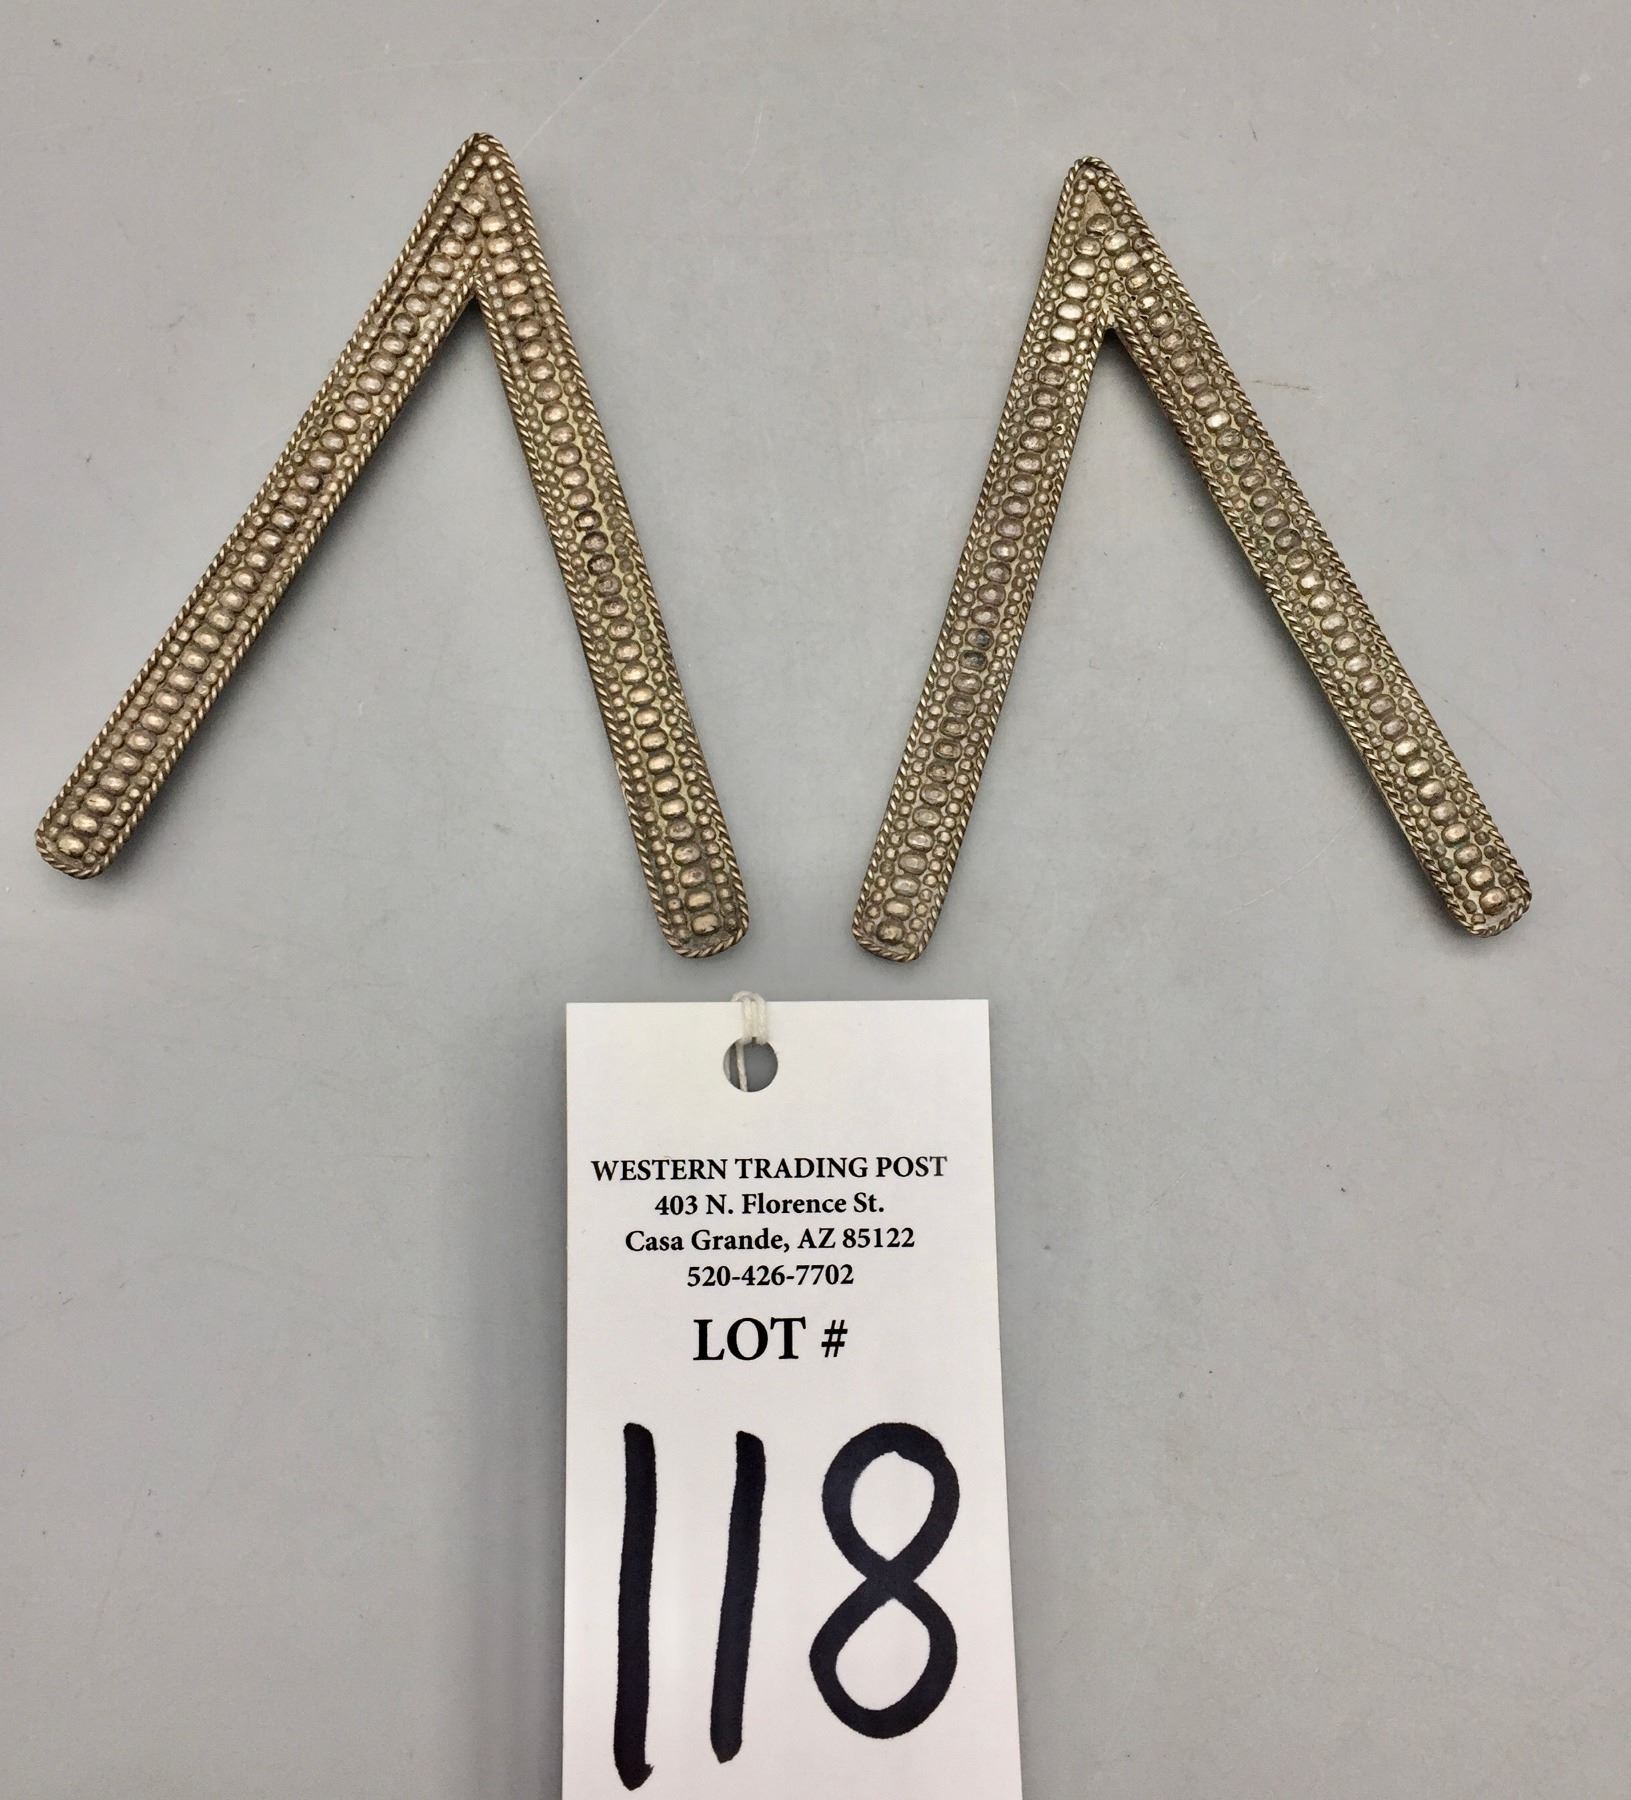 WESTERN TRADING POST
403 N. Florence St.
Casa Grande, AZ 85122
520-426-7702
LOT #
118